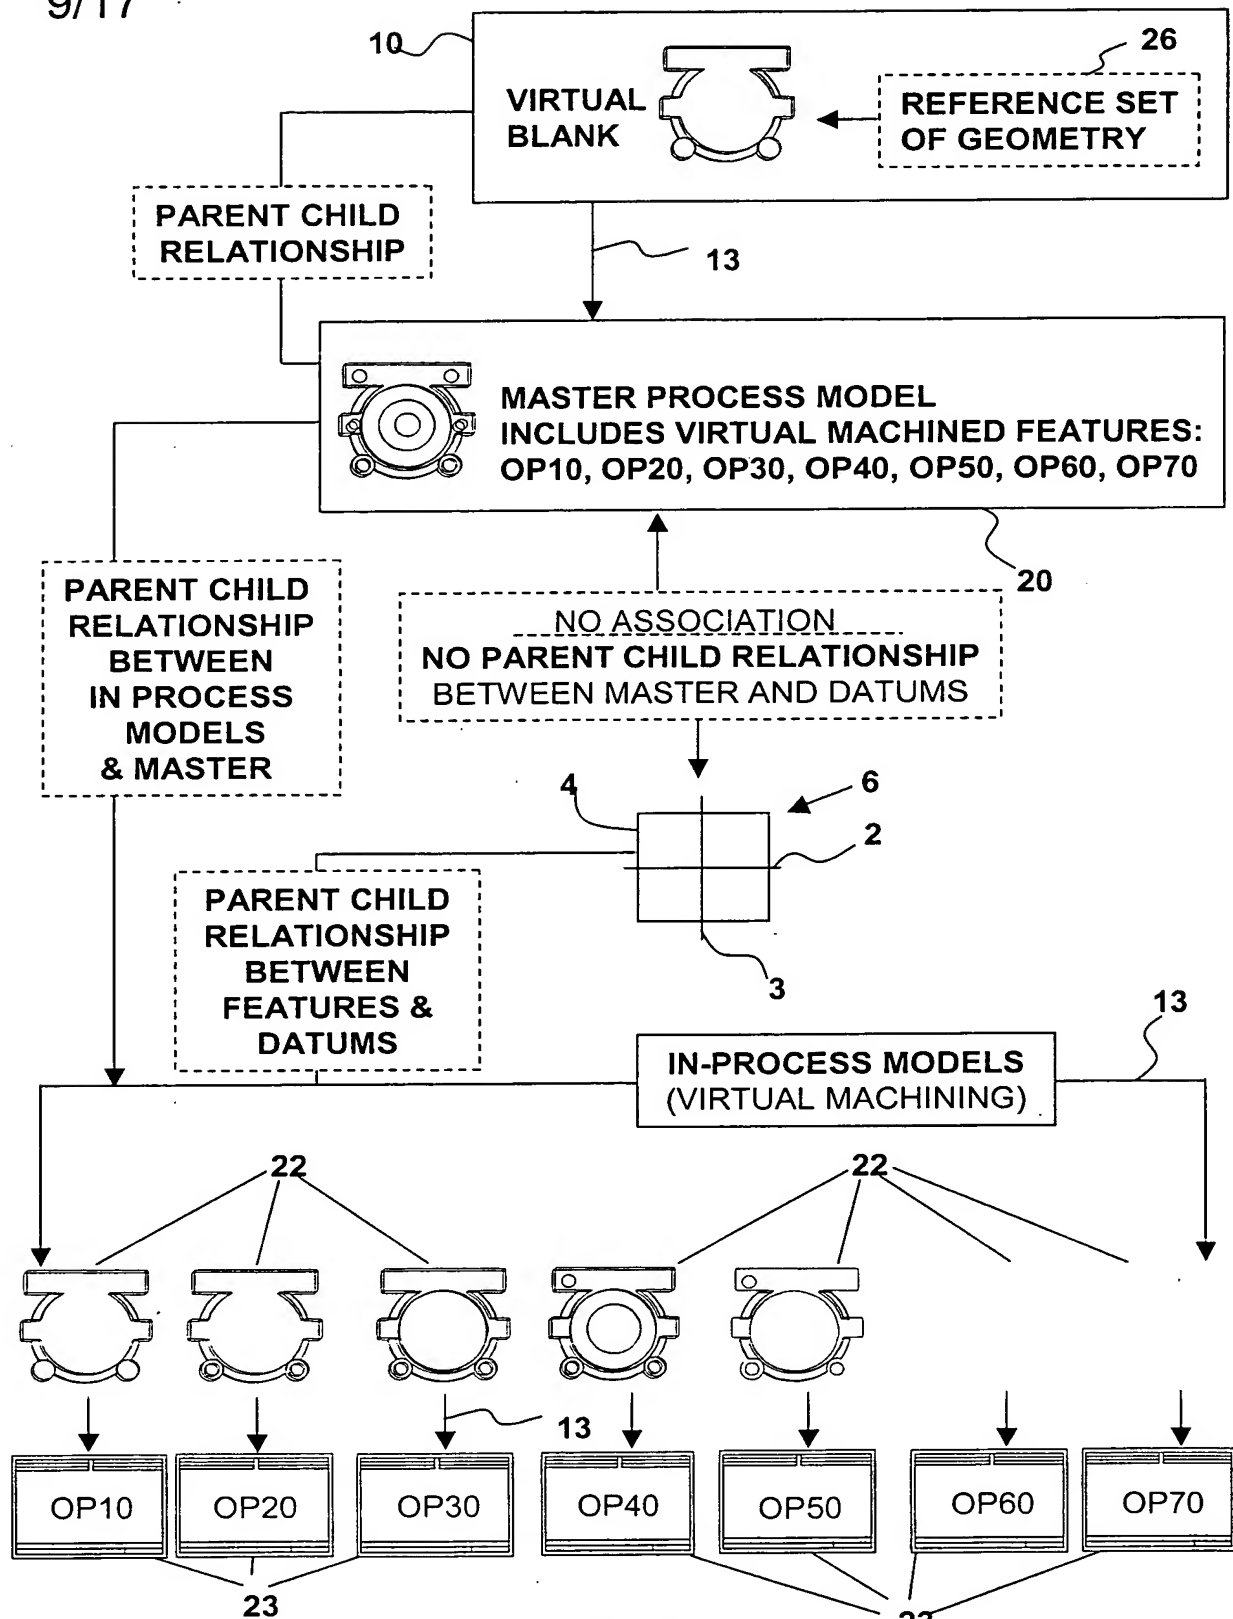 9/17
10
26
VIRTUAL
BLANK
REFERENCE SET
OF GEOMETRY
PARENT CHILD
RELATIONSHIP
13
MASTER PROCESS MODEL
INCLUDES VIRTUAL MACHINED FEATURES:
OP10, OP20, OP30, OP40, OP50, OP60, OP70
20
PARENT CHILD
RELATIONSHIP
BETWEEN
IN PROCESS
MODELS
& MASTER
NO ASSOCIATION
NO PARENT CHILD RELATIONSHIP
BETWEEN MASTER AND DATUMS
4
6
2
3
PARENT CHILD
RELATIONSHIP
BETWEEN
FEATURES &
DATUMS
13
IN-PROCESS MODELS
(VIRTUAL MACHINING)
22
22
13
OP10
OP20
OP30
OP40
OP50
OP60
OP70
23
23